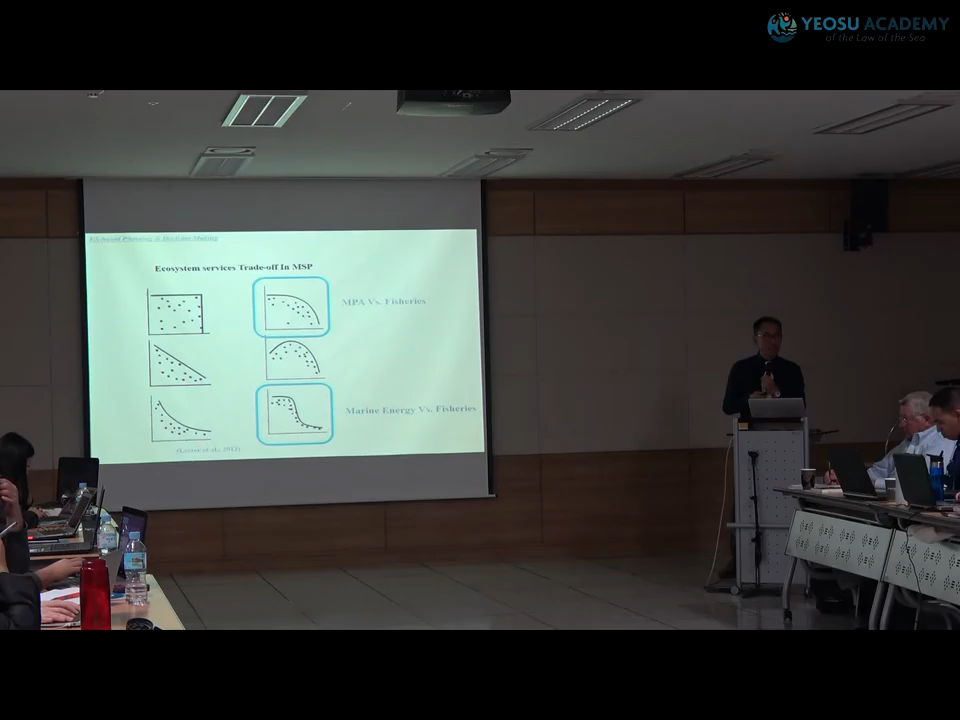 YEOSU ACADEMY
of the Law of the Sea
Ecosystem services Trade-off In MSP
MPA Vs. Fisheries
Marine Energy Vs. Fisheries